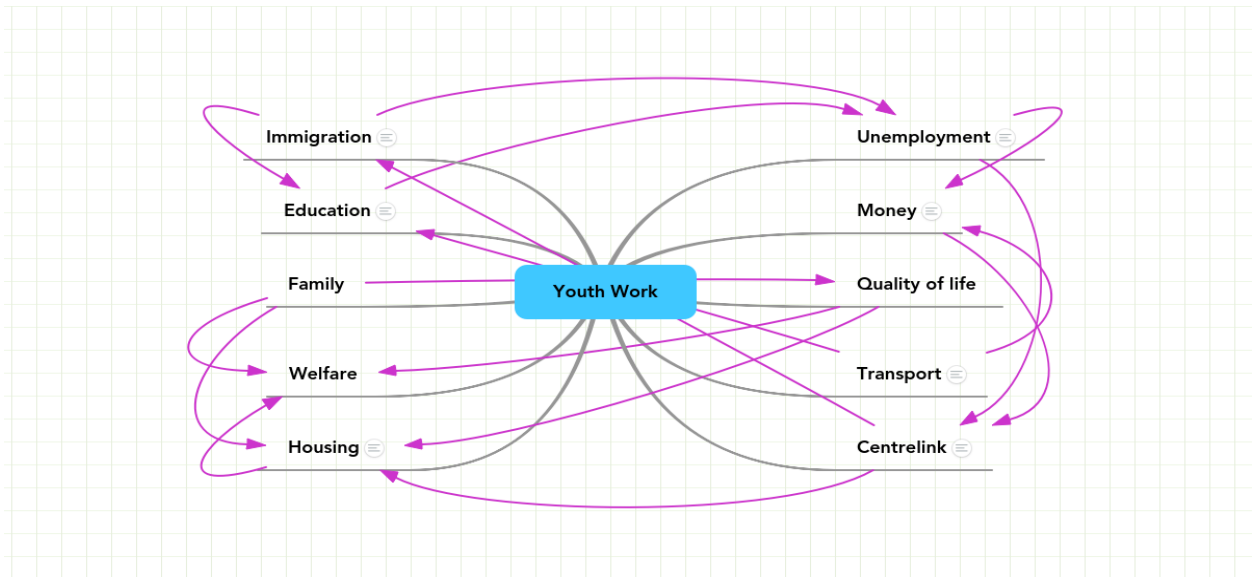 Immigration
Unemployment
Education
Money
Family
Youth Work
Quality of life
Welfare
Transport
Housing
Centrelink